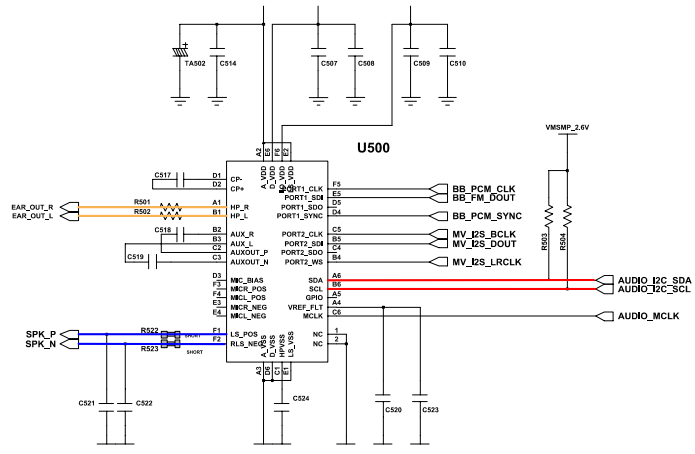 TA502 C514 C507 C508 C509 C510
U500
VMSMP_2.6V
A2 E6 F6 E2
A_VDD D_VDD IO_VDD LS_VDD
C517 D1 CP- PORT1_CLK F5 BB_PCM_CLK
D2 CP+ PORT1_SDI E5 BB_FM_DOUT
PORT1_SDO D5
EAR_OUT_R R501 A1 HP_R
EAR_OUT_L R502 B1 HP_L PORT1_SYNC D4 BB_PCM_SYNC
C518 B2 AUX_R PORT2_CLK C5 MV_I2S_BCLK
B3 AUX_L PORT2_SDI B5 MV_I2S_DOUT
C2 AUXOUT_P PORT2_SDO C4
C519 C3 AUXOUT_N PORT2_WS B4 MV_I2S_LRCLK
R503 R504
D3 MIC_BIAS SDA A6 AUDIO_I2C_SDA
F3 MICR_POS SCL B6 AUDIO_I2C_SCL
F4 MICL_POS GPIO A5
E3 MICR_NEG VREF_FLT A4
E4 MICL_NEG MCLK C6 AUDIO_MCLK
SPK_P R522 SHORT F1 LS_POS NC 1
SPK_N R523 SHORT F2 RLS_NEG NC 2
A_VSS D_VSS HPVSS LS_VSS
A3 D6 C1 E1
C521 C522 C524 C520 C523